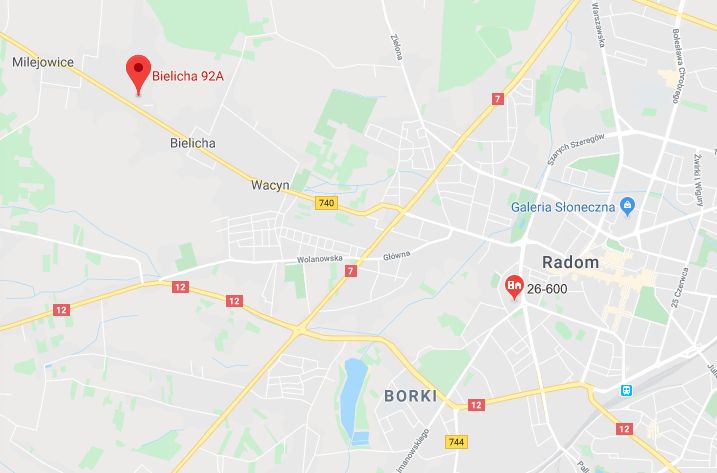 Zielona
Warszawska
Bolesława Chrobrego
Milejowice
Bielicha 92A
7
Bielicha
Szarych Szeregów
Żwirki i Wigury
Wacyn
740
Galeria Słoneczna
Wolanowska
Główna
7
Radom
12
26-600
12
25 Czerwca
12
BORKI
12
744